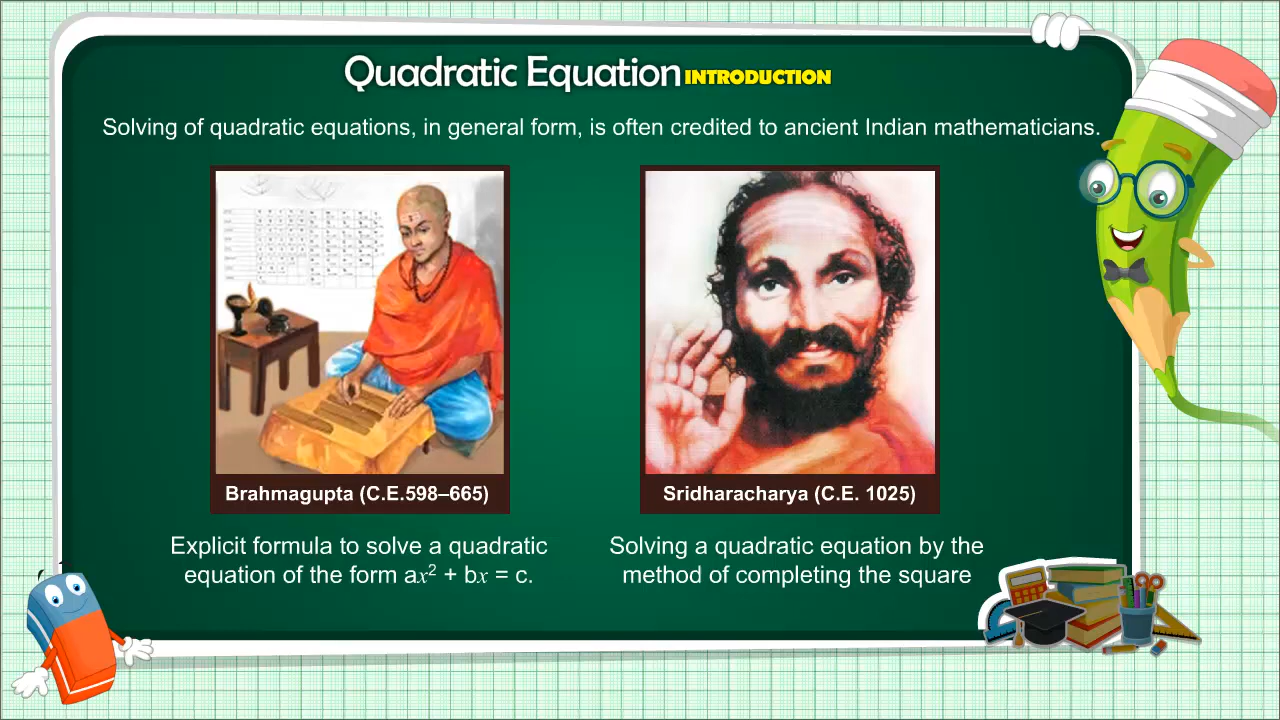 Quadratic Equation INTRODUCTION
Solving of quadratic equations, in general form, is often credited to ancient Indian mathematicians.
Brahmagupta (C.E.598–665)
Sridharacharya (C.E. 1025)
Explicit formula to solve a quadratic
equation of the form ax² + bx = c.
Solving a quadratic equation by the
method of completing the square